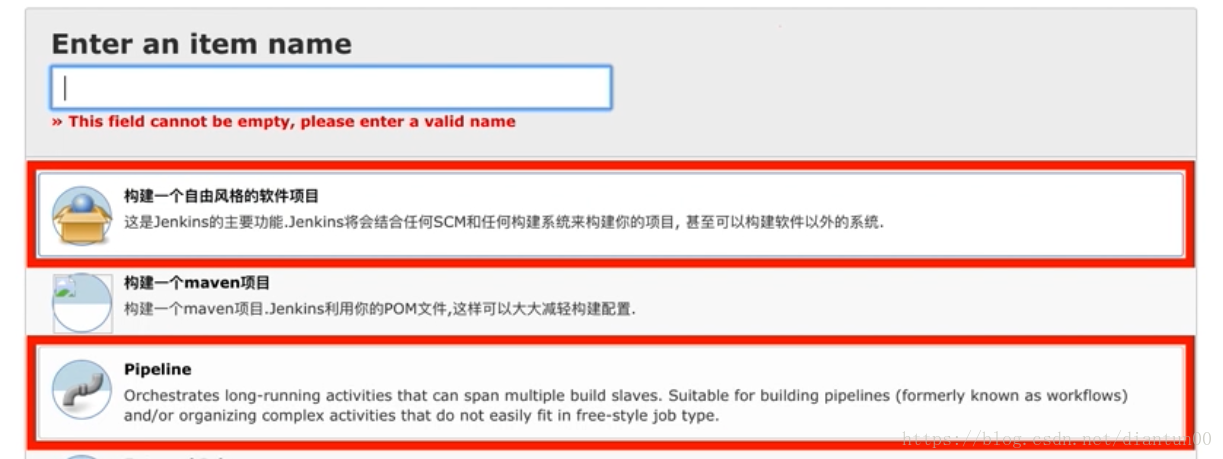 Enter an item name
» This field cannot be empty, please enter a valid name
构建一个自由风格的软件项目
这是Jenkins的主要功能.Jenkins将会结合任何SCM和任何构建系统来构建你的项目, 甚至可以构建软件以外的系统.
构建一个maven项目
构建一个maven项目.Jenkins利用你的POM文件,这样可以大大减轻构建配置.
Pipeline
Orchestrates long-running activities that can span multiple build slaves. Suitable for building pipelines (formerly known as workflows)
and/or organizing complex activities that do not easily fit in free-style job type.
https://blog.csdn.net/diantun00